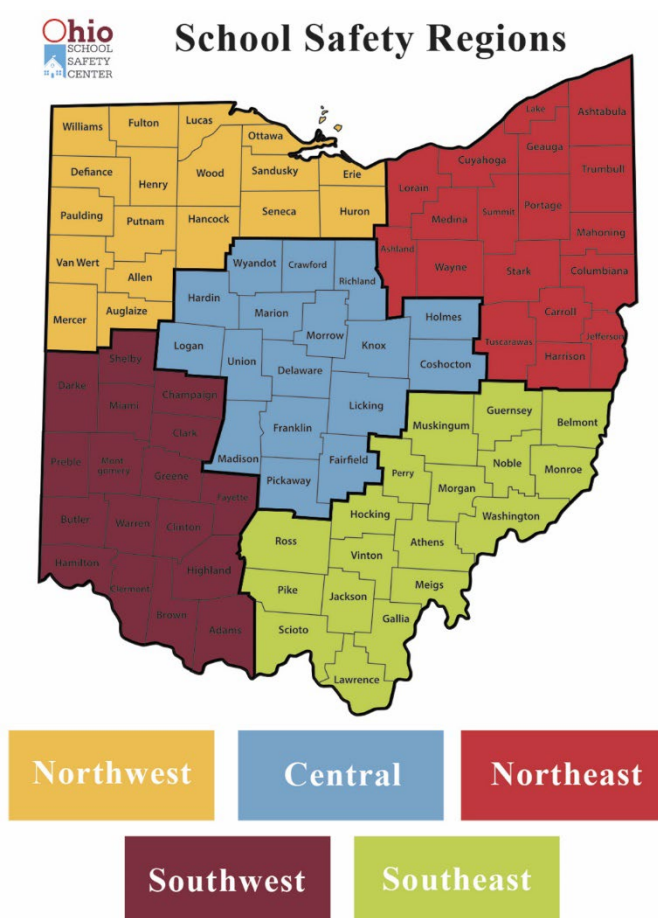 Ohio
SCHOOL
SAFETY
CENTER
School Safety Regions
Williams
Fulton
Lucas
Ottawa
Defiance
Henry
Wood
Sandusky
Erie
Paulding
Putnam
Hancock
Seneca
Huron
Van Wert
Allen
Mercer
Auglaize
Lake
Ashtabula
Geauga
Cuyahoga
Trumbull
Lorain
Medina
Summit
Portage
Mahoning
Ashland
Wayne
Stark
Columbiana
Carroll
Tuscarawas
Harrison
Jefferson
Wyandot
Crawford
Richland
Hardin
Marion
Morrow
Knox
Holmes
Logan
Union
Delaware
Coshocton
Licking
Franklin
Madison
Fairfield
Pickaway
Shelby
Darke
Miami
Champaign
Clark
Preble
Mont-
gomery
Greene
Fayette
Butler
Warren
Clinton
Hamilton
Clermont
Highland
Brown
Adams
Muskingum
Guernsey
Belmont
Perry
Noble
Monroe
Morgan
Washington
Hocking
Ross
Athens
Vinton
Pike
Jackson
Meigs
Gallia
Scioto
Lawrence
Northwest
Central
Northeast
Southwest
Southeast